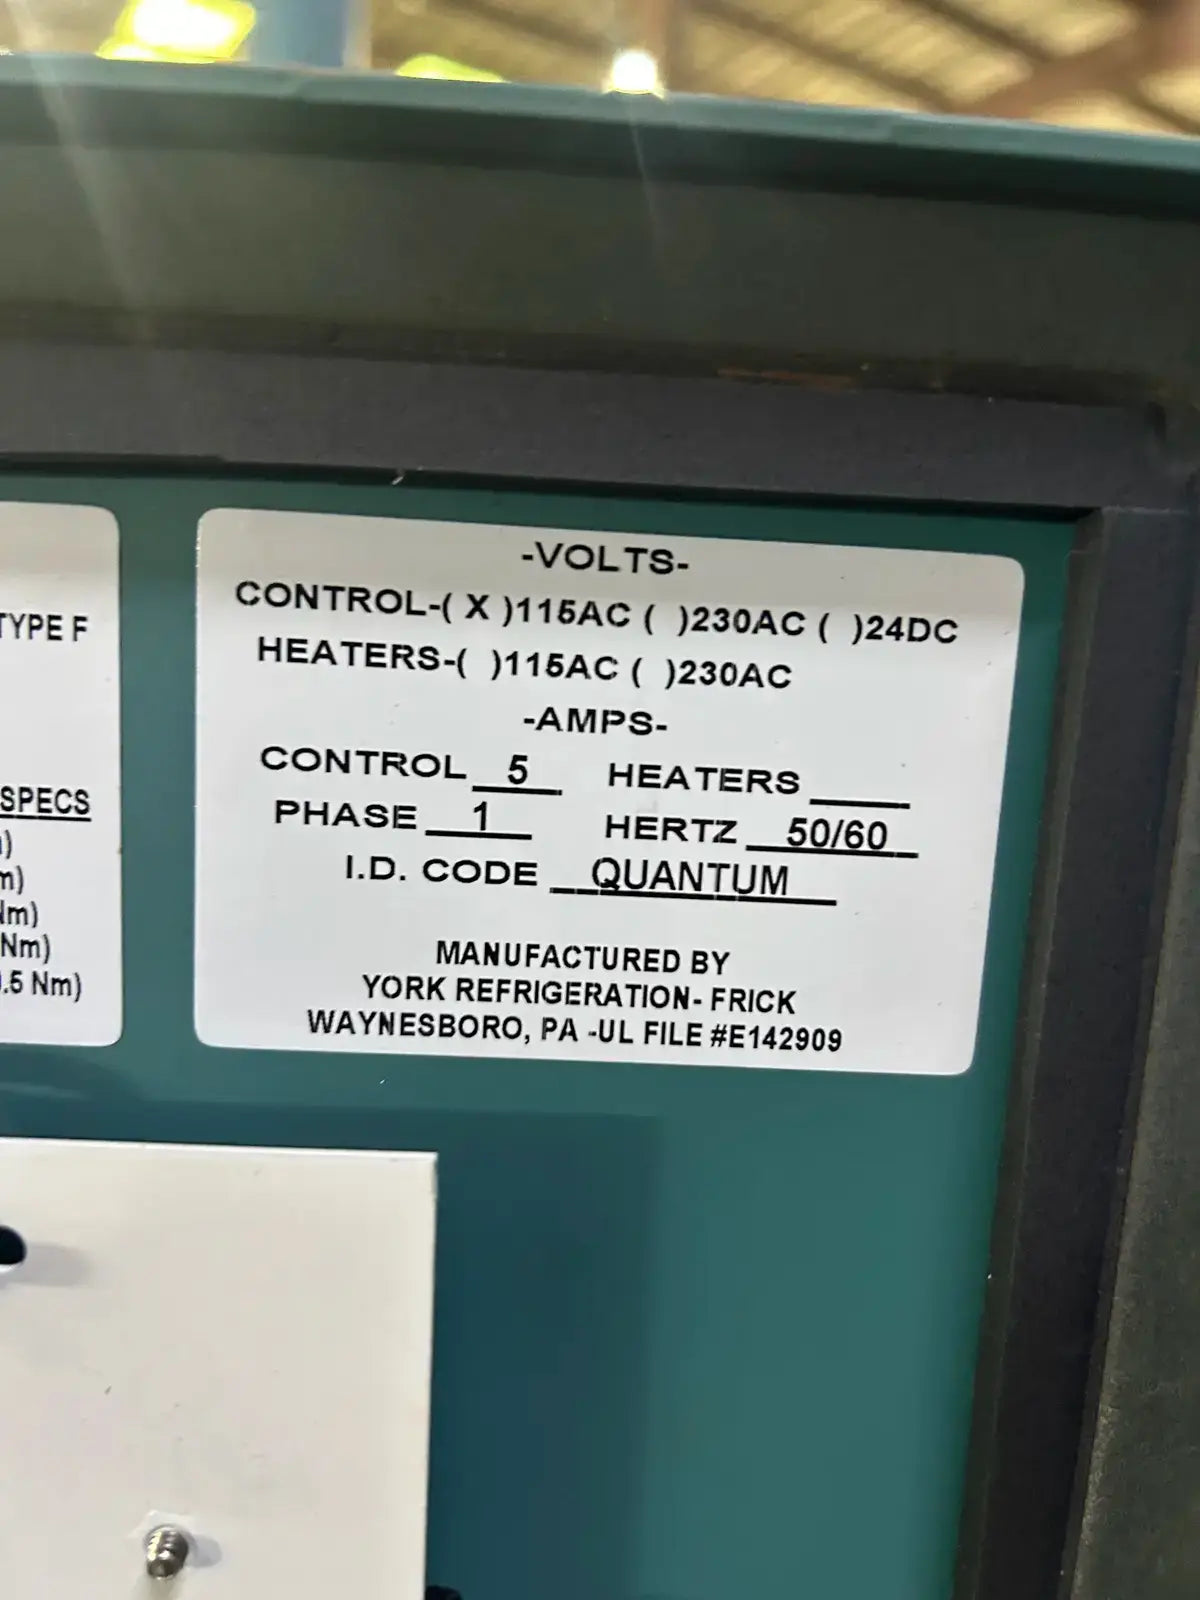 TYPE F
SPECS
)
m)
Nm)
Nm)
.5 Nm)
-VOLTS-
CONTROL-( X )115AC ( )230AC ( )24DC
HEATERS-( )115AC ( )230AC
-AMPS-
CONTROL 5 HEATERS ____
PHASE 1 HERTZ 50/60
I.D. CODE QUANTUM
MANUFACTURED BY
YORK REFRIGERATION- FRICK
WAYNESBORO, PA -UL FILE #E142909